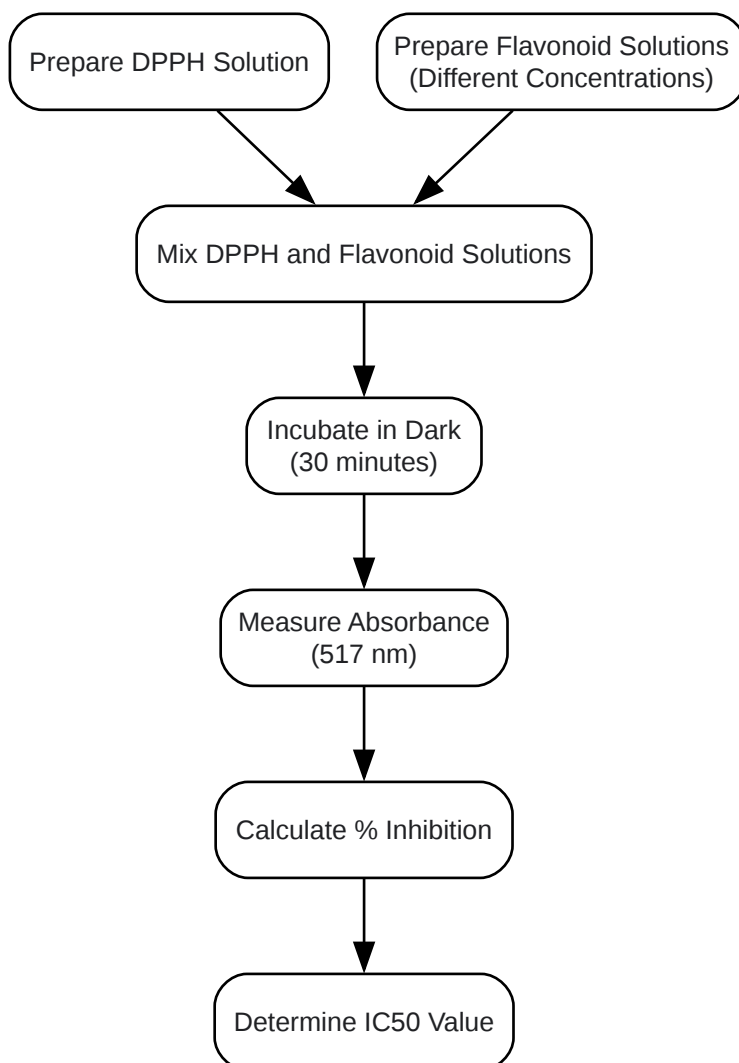 Prepare DPPH Solution
Prepare Flavonoid Solutions
(Different Concentrations)
Mix DPPH and Flavonoid Solutions
Incubate in Dark
(30 minutes)
Measure Absorbance
(517 nm)
Calculate % Inhibition
Determine IC50 Value